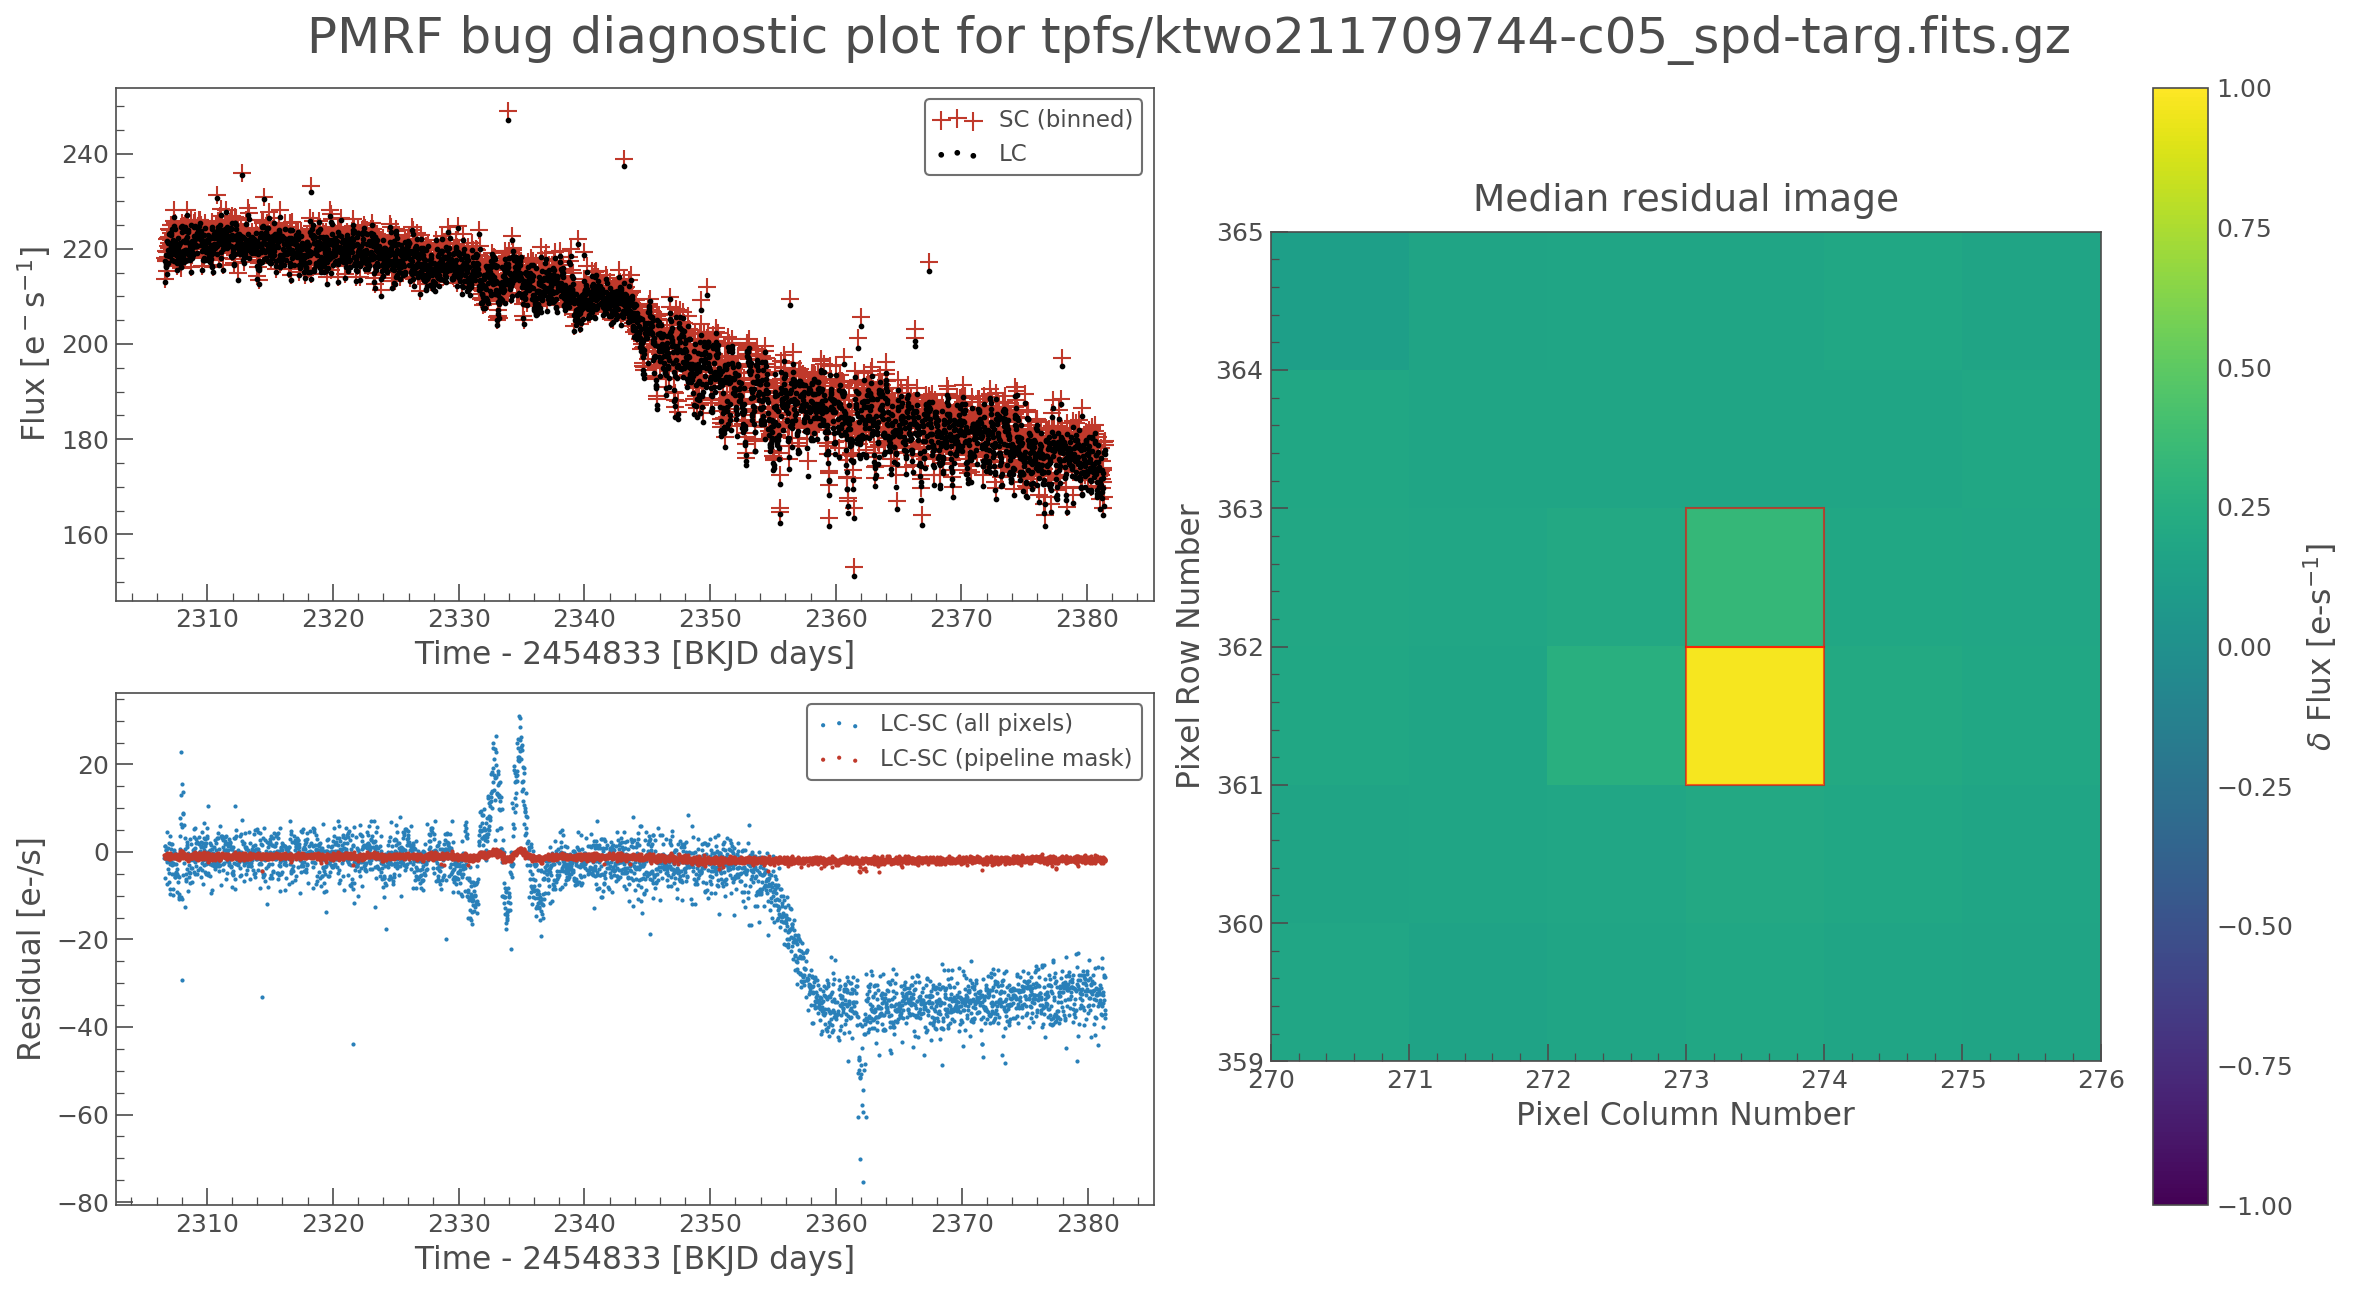 PMRF bug diagnostic plot for tpfs/ktwo211709744-c05_spd-targ.fits.gz
SC (binned)
LC
240
220
200
180
160
Flux [e⁻ s⁻¹]
2310 2320 2330 2340 2350 2360 2370 2380
Time - 2454833 [BKJD days]
LC-SC (all pixels)
LC-SC (pipeline mask)
20
0
−20
−40
−60
−80
Residual [e-/s]
2310 2320 2330 2340 2350 2360 2370 2380
Time - 2454833 [BKJD days]
Median residual image
365
364
363
362
361
360
359
Pixel Row Number
270 271 272 273 274 275 276
Pixel Column Number
1.00
0.75
0.50
0.25
0.00
−0.25
−0.50
−0.75
−1.00
δ Flux [e-s⁻¹]